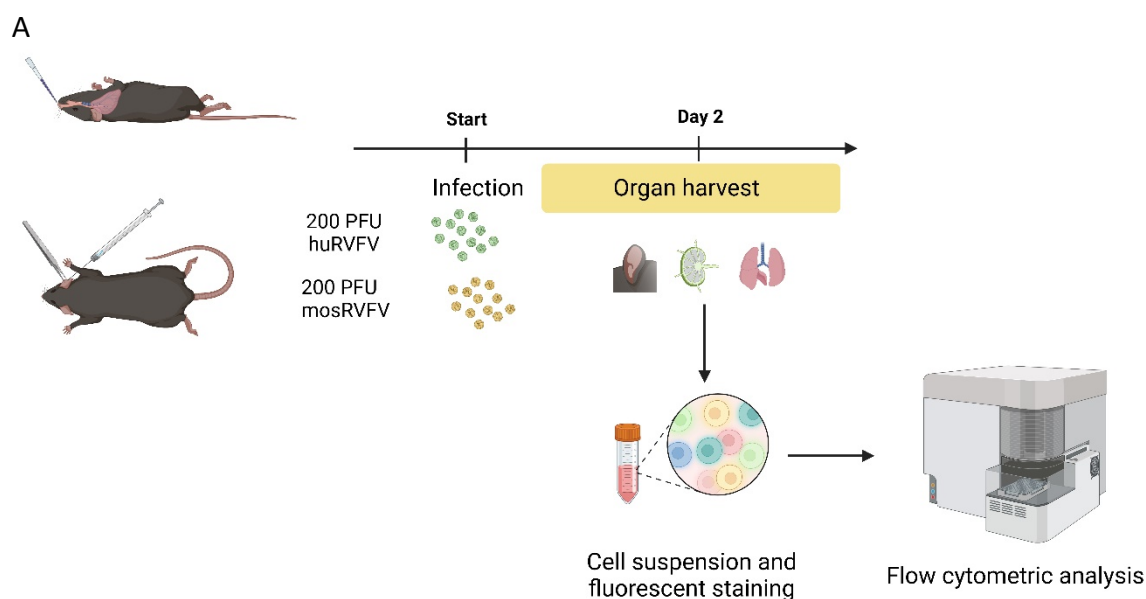 A
Start
Day 2
Infection
Organ harvest
200 PFU
huRVFV
200 PFU
mosRVFV
Cell suspension and
fluorescent staining
Flow cytometric analysis